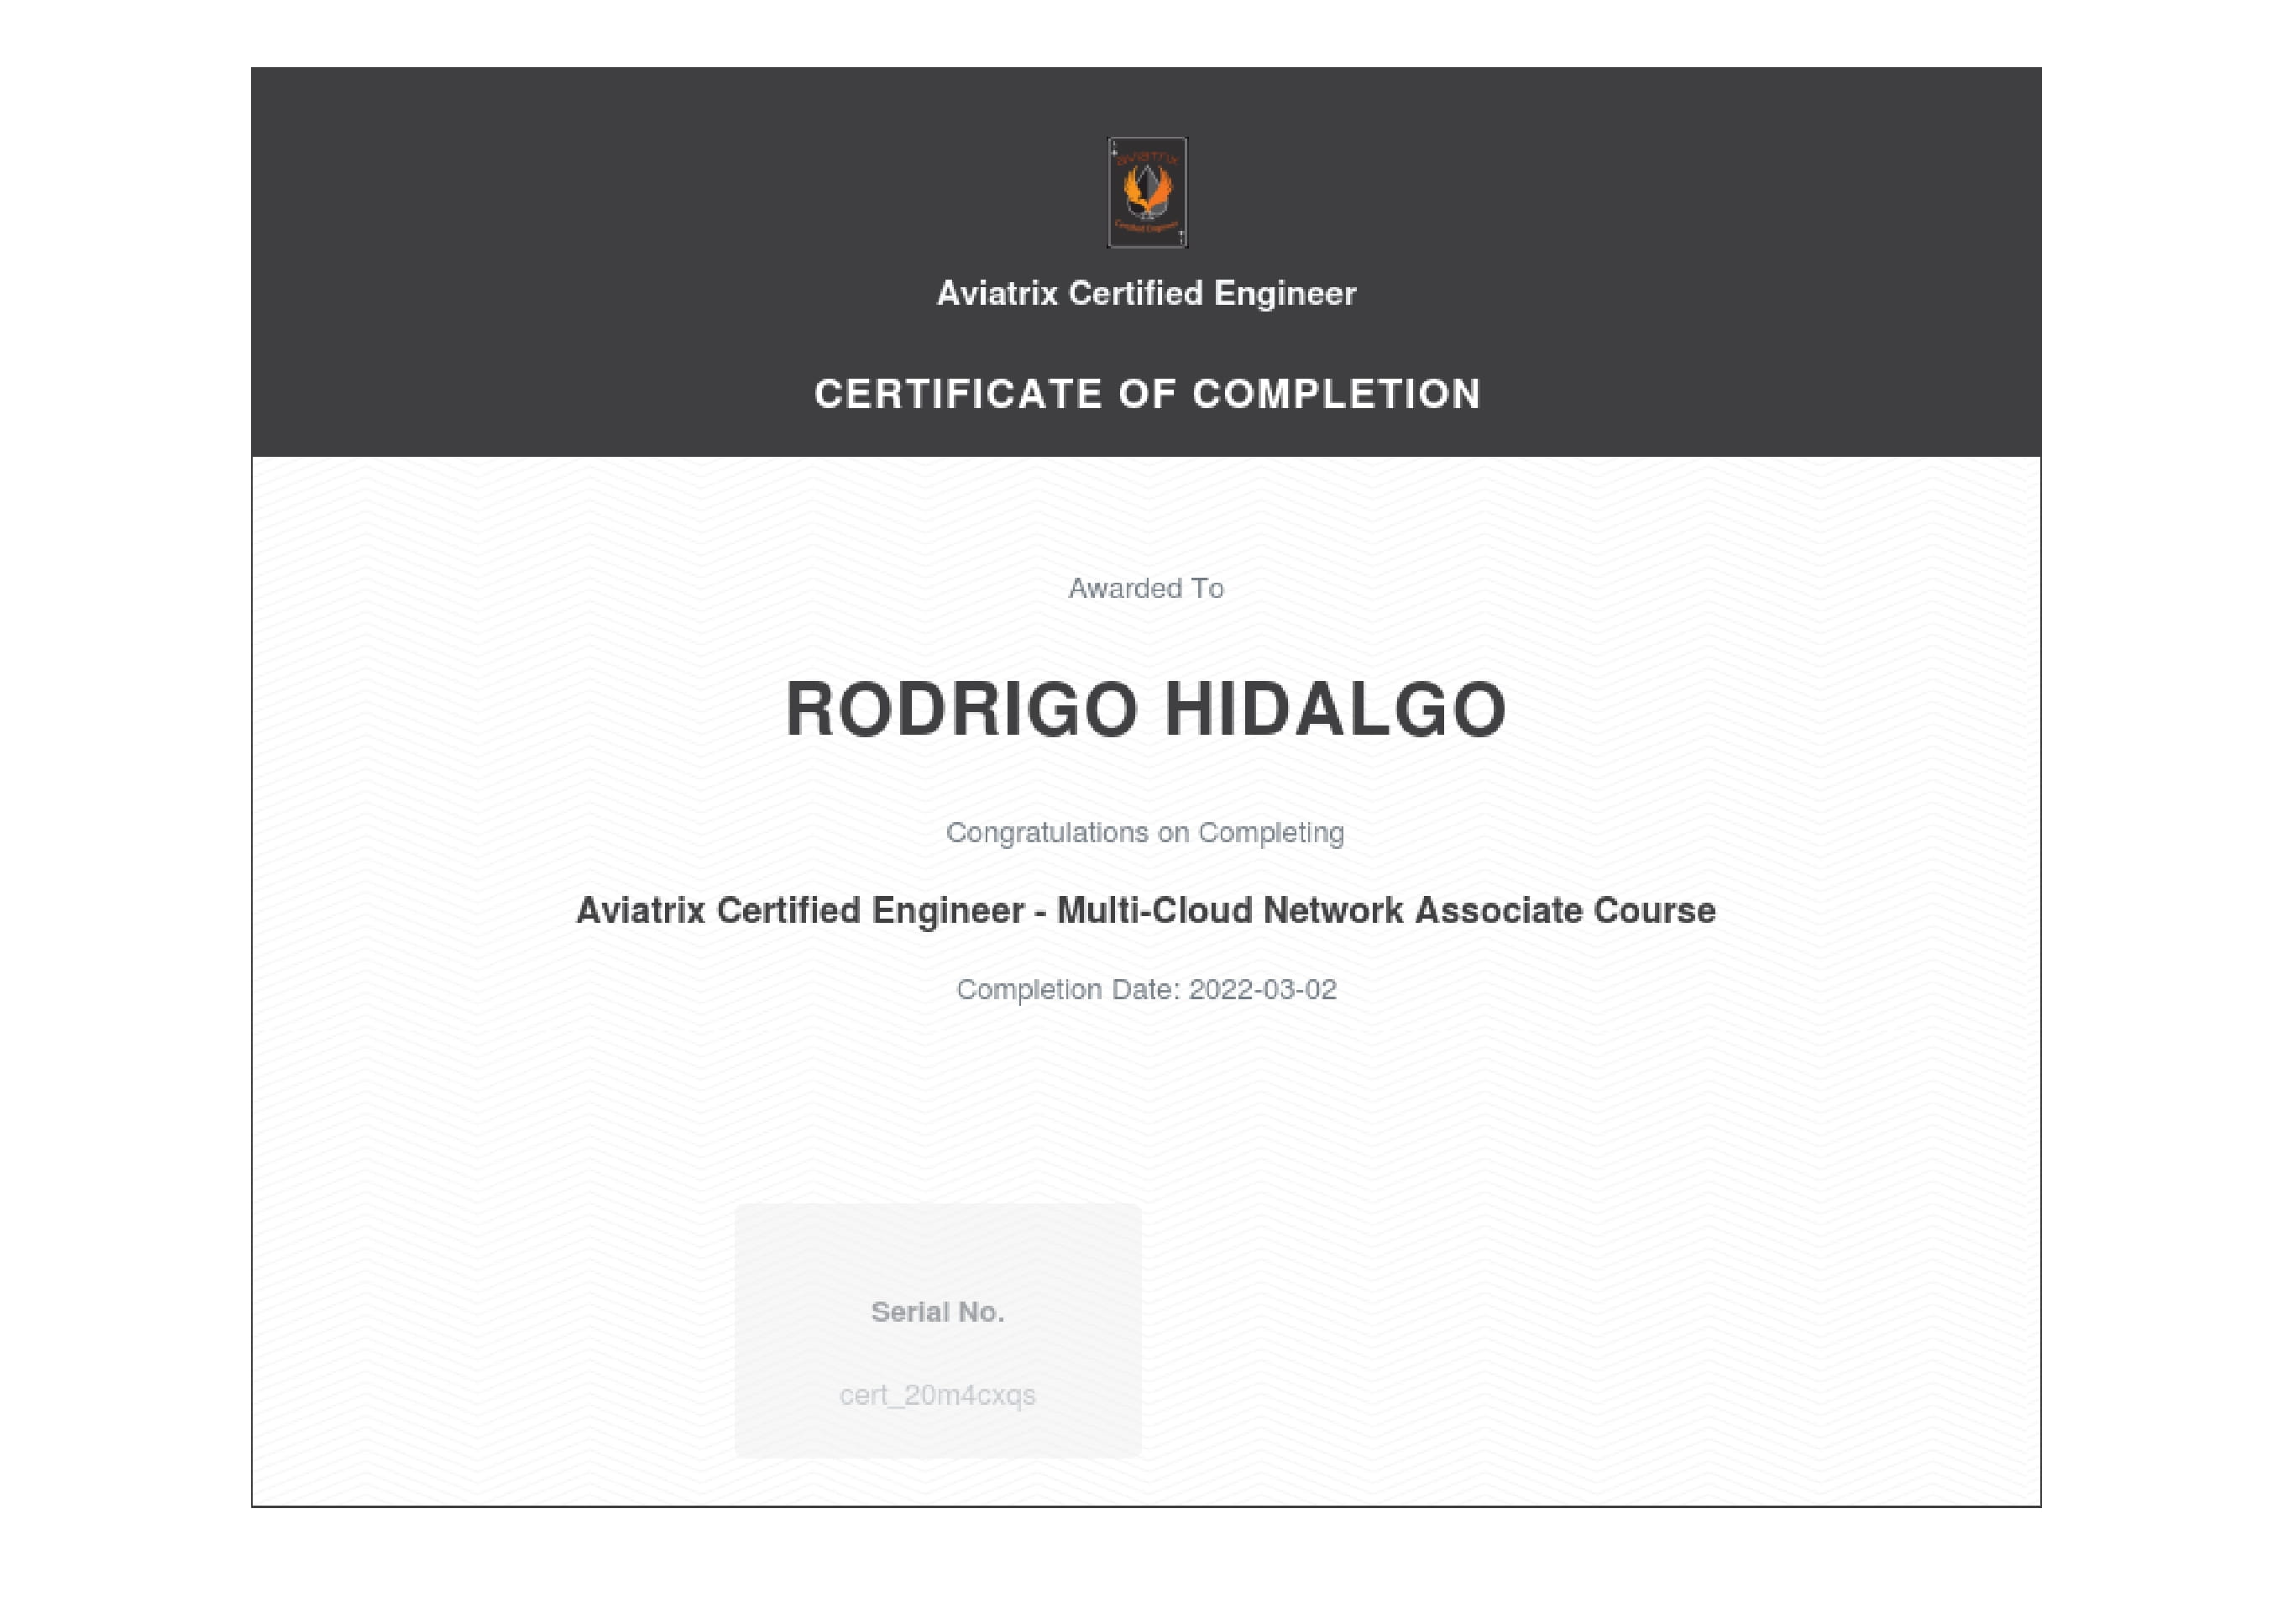 aviatrix
Certified Engineer
Aviatrix Certified Engineer
CERTIFICATE OF COMPLETION
Awarded To
RODRIGO HIDALGO
Congratulations on Completing
Aviatrix Certified Engineer - Multi-Cloud Network Associate Course
Completion Date: 2022-03-02
Serial No.
cert_20m4cxqs